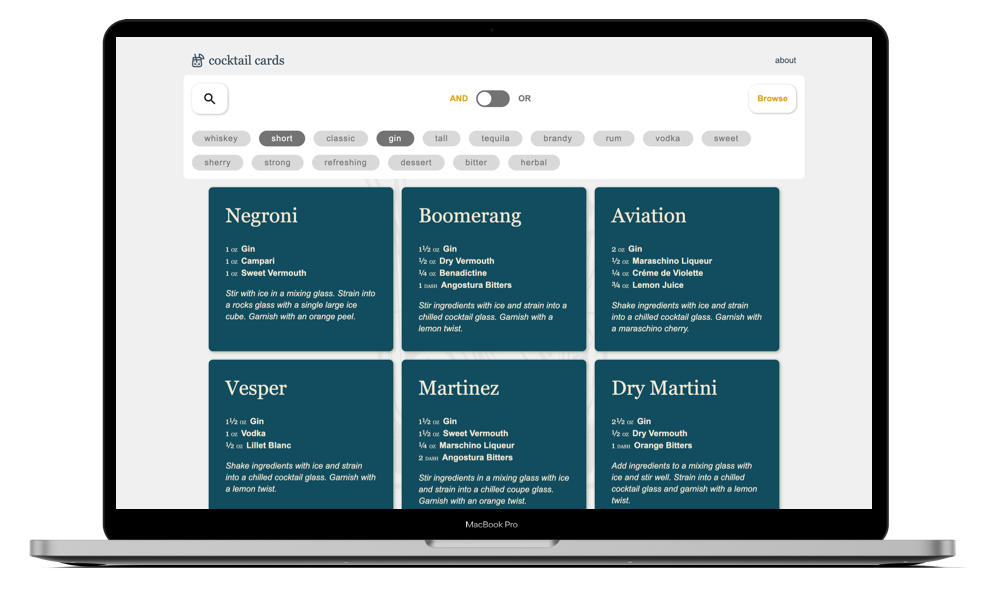 cocktail cards
about
AND OR
Browse
whiskey short classic gin tall tequila brandy rum vodka sweet
sherry strong refreshing dessert bitter herbal
Negroni
1 oz Gin
1 oz Campari
1 oz Sweet Vermouth
Stir with ice in a mixing glass. Strain into
a rocks glass with a single large ice
cube. Garnish with an orange peel.
Boomerang
1½ oz Gin
½ oz Dry Vermouth
¼ oz Benadictine
1 dash Angostura Bitters
Stir ingredients with ice and strain into a
chilled cocktail glass. Garnish with a
lemon twist.
Aviation
2 oz Gin
½ oz Maraschino Liqueur
¼ oz Créme de Violette
¾ oz Lemon Juice
Shake ingredients with ice and strain
into a chilled cocktail glass. Garnish with
a maraschino cherry.
Vesper
1½ oz Gin
1 oz Vodka
½ oz Lillet Blanc
Shake ingredients with ice and strain
into a chilled cocktail glass. Garnish with
a lemon twist.
Martinez
1½ oz Gin
1½ oz Sweet Vermouth
¼ oz Marschino Liqueur
2 dash Angostura Bitters
Stir ingredients in a mixing glass with ice
and strain into a chilled coupe glass.
Garnish with an orange twist.
Dry Martini
2½ oz Gin
½ oz Dry Vermouth
1 dash Orange Bitters
Add ingredients to a mixing glass with
ice and stir well. Strain into a chilled
cocktail glass and garnish with a lemon
twist.
MacBook Pro